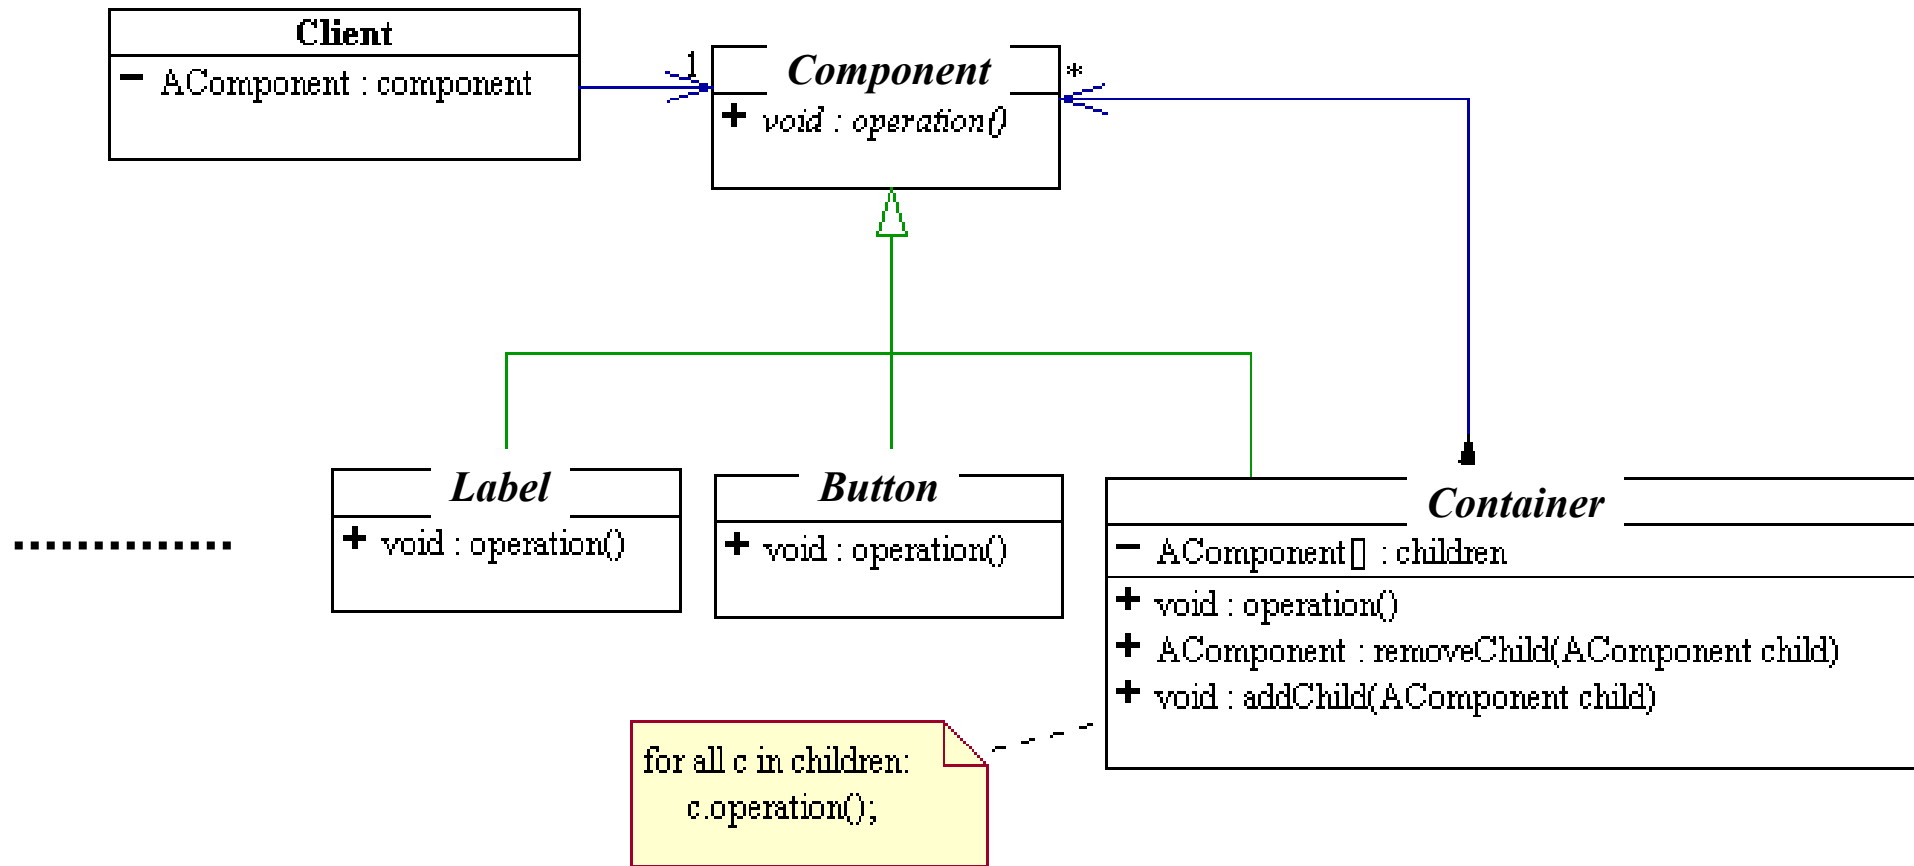 Client
- AComponent : component
1
Component
*
+ void : operation()
Label
+ void : operation()
Button
+ void : operation()
Container
- AComponent[] : children
+ void : operation()
+ AComponent : removeChild(AComponent child)
+ void : addChild(AComponent child)
for all c in children:
c.operation();